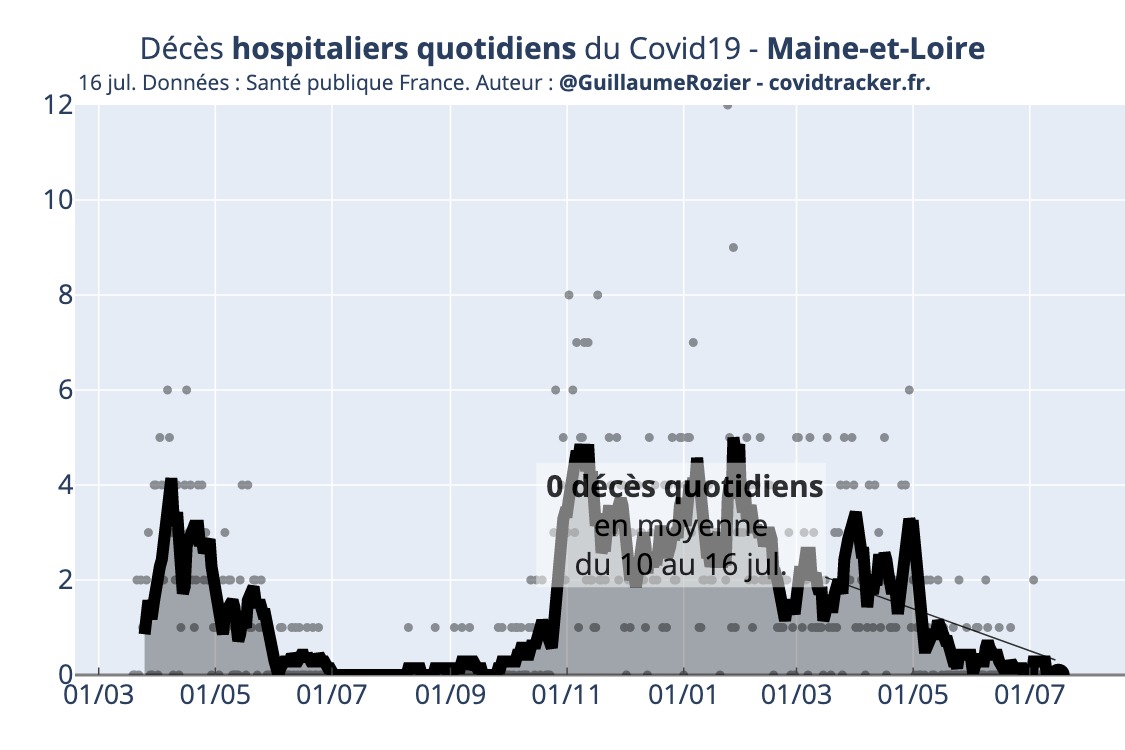 Décès hospitaliers quotidiens du Covid19 - Maine-et-Loire
16 jul. Données : Santé publique France. Auteur : @GuillaumeRozier - covidtracker.fr.
12
10
8
6
4
2
0
0 décès quotidiens
en moyenne
du 10 au 16 jul.
01/03 01/05 01/07 01/09 01/11 01/01 01/03 01/05 01/07